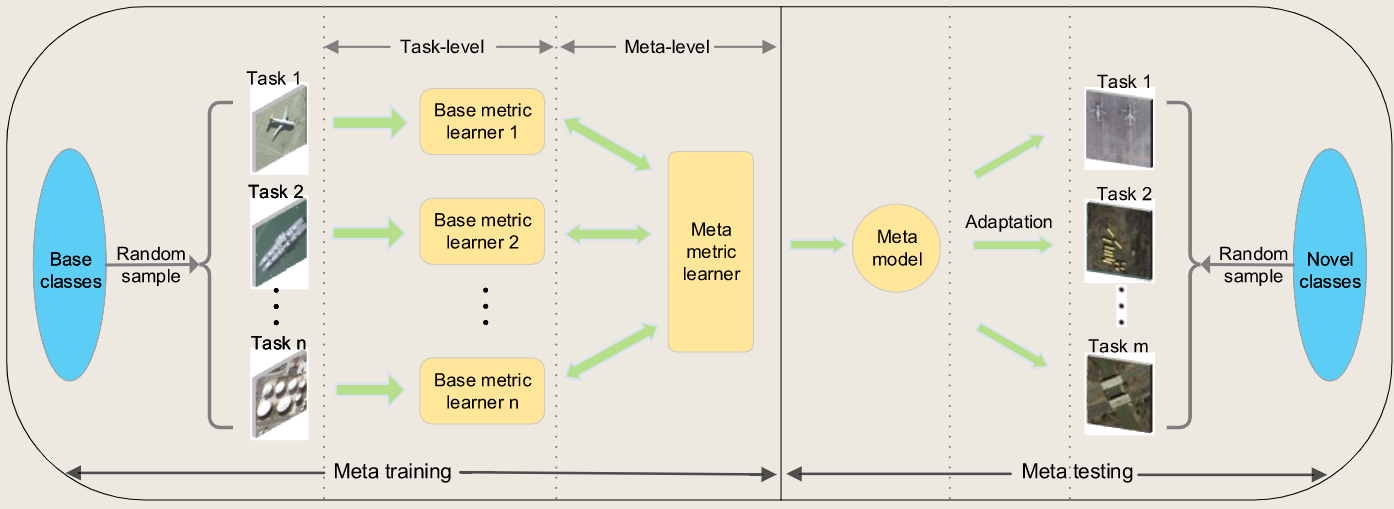 Task-level
Meta-level
Task 1
Base metric
learner 1
Task 2
Base metric
learner 2
Task n
Base metric
learner n
Base
classes
Random
sample
Meta
metric
learner
Meta
model
Adaptation
Task 1
Task 2
Task m
Random
sample
Novel
classes
Meta training
Meta testing